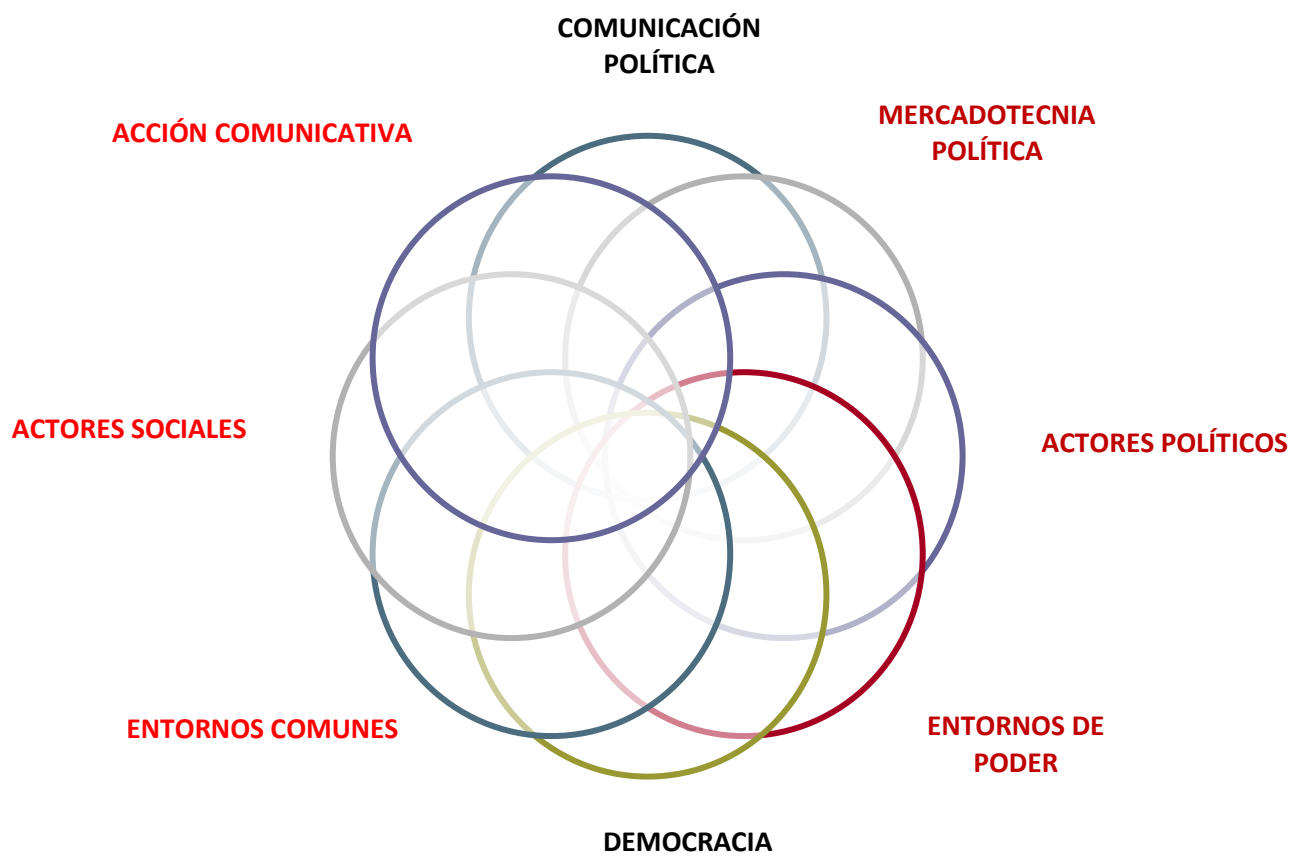 COMUNICACIÓN
POLÍTICA
ACCIÓN COMUNICATIVA
MERCADOTECNIA
POLÍTICA
ACTORES SOCIALES
ACTORES POLÍTICOS
ENTORNOS COMUNES
ENTORNOS DE
PODER
DEMOCRACIA